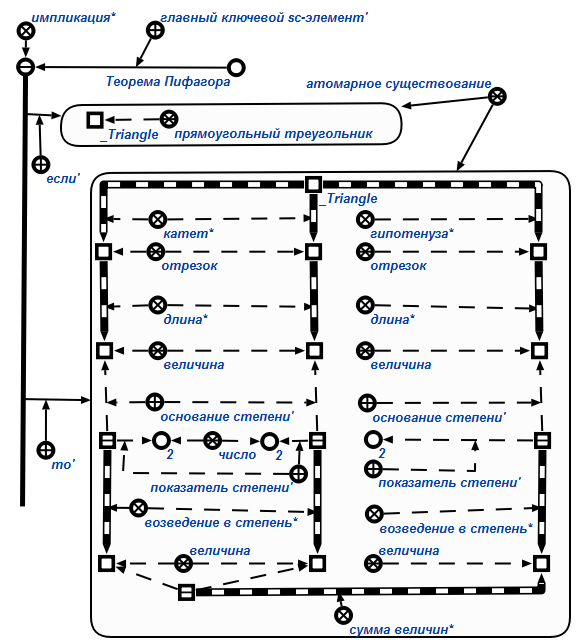 импликация*
главный ключевой sc-элемент'
Теорема Пифагора
атомарное существование
_Triangle
прямоугольный треугольник
если'
_Triangle
катет*
гипотенуза*
отрезок
отрезок
длина*
длина*
величина
величина
основание степени'
основание степени'
2
число
2
2
то'
показатель степени'
показатель степени'
возведение в степень*
возведение в степень*
величина
величина
сумма величин*